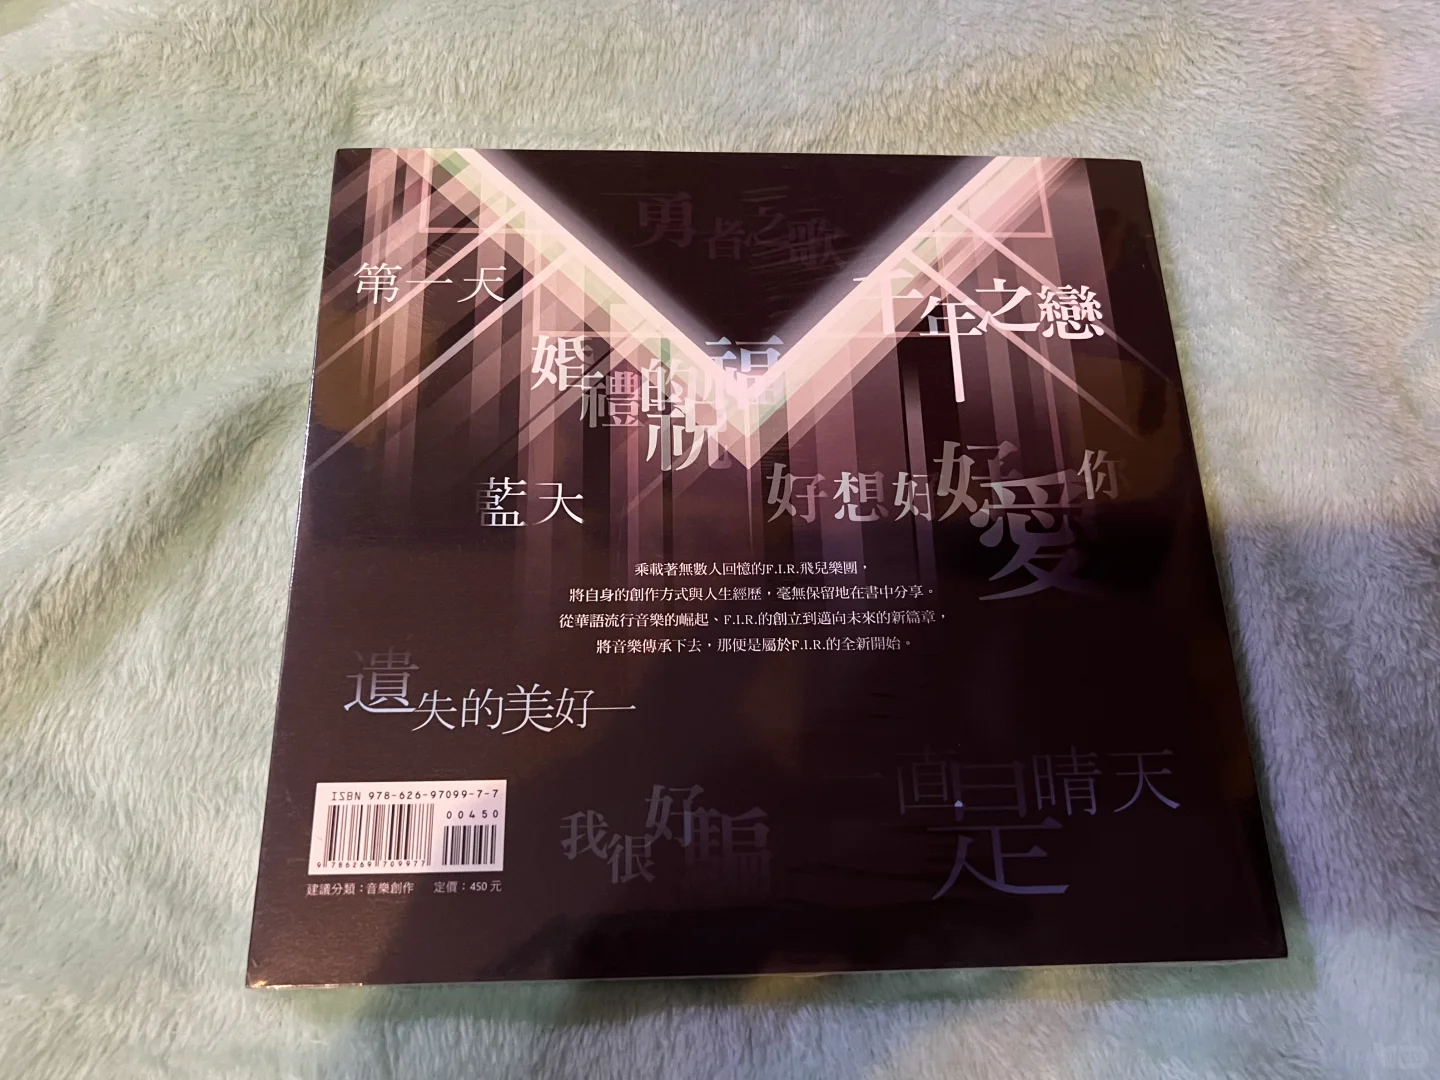 勇者之歌
第一天
千年之戀
婚禮的祝福
藍天
好想好好愛你
乘載著無數人回憶的F.I.R.飛兒樂團，
將自身的創作方式與人生經歷，毫無保留地在書中分享。
從華語流行音樂的崛起、F.I.R.的創立到邁向未來的新篇章，
將音樂傳承下去，那便是屬於F.I.R.的全新開始。
遺失的美好
一直是晴天
我很好騙
ISBN 978-626-97099-7-7
00450
9 786269 709977
建議分類：音樂創作 定價：450元